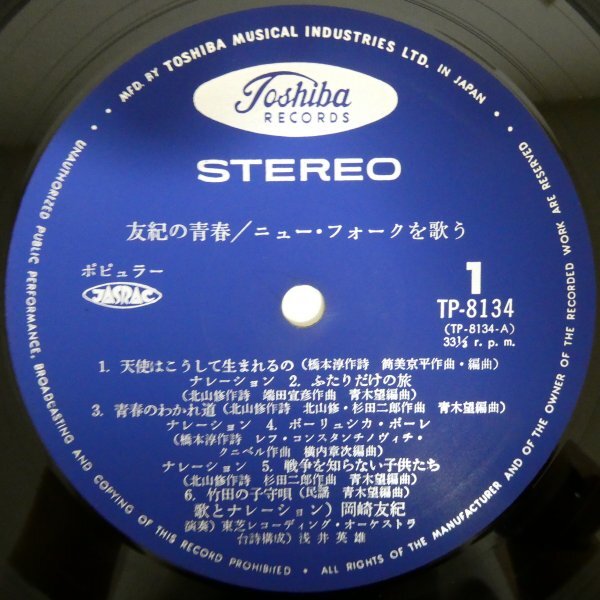 MFD. BY TOSHIBA MUSICAL INDUSTRIES LTD. IN JAPAN
Toshiba
RECORDS
STEREO
友紀の青春/ニュー・フォークを歌う
ポピュラー
JASRAC
1
TP-8134
(TP-8134-A)
33⅓ r. p. m.
1. 天使はこうして生まれるの (橋本淳作詩 筒美京平作曲・編曲)
ナレーション 2. ふたりだけの旅
(北山修作詩 端田宣彦作曲 青木望編曲)
3. 青春のわかれ道 (北山修作詩 北山修・杉田二郎作曲 青木望編曲)
ナレーション 4. ポーリュシカ・ポーレ
(橋本淳作詩 レフ・コンスタンチノヴィチ・
クニペル作曲 横内章次編曲)
ナレーション 5. 戦争を知らない子供たち
(北山修作詩 杉田二郎作曲 青木望編曲)
6. 竹田の子守唄 (民謡 青木望編曲)
歌とナレーション) 岡崎友紀
演奏) 東芝レコーディング・オーケストラ
台詩構成) 浅井英雄
UNAUTHORIZED PUBLIC PERFORMANCE, BROADCASTING AND COPYING OF THIS RECORD PROHIBITED • ALL RIGHTS OF THE MANUFACTURER AND OF THE OWNER OF THE RECORDED WORK ARE RESERVED